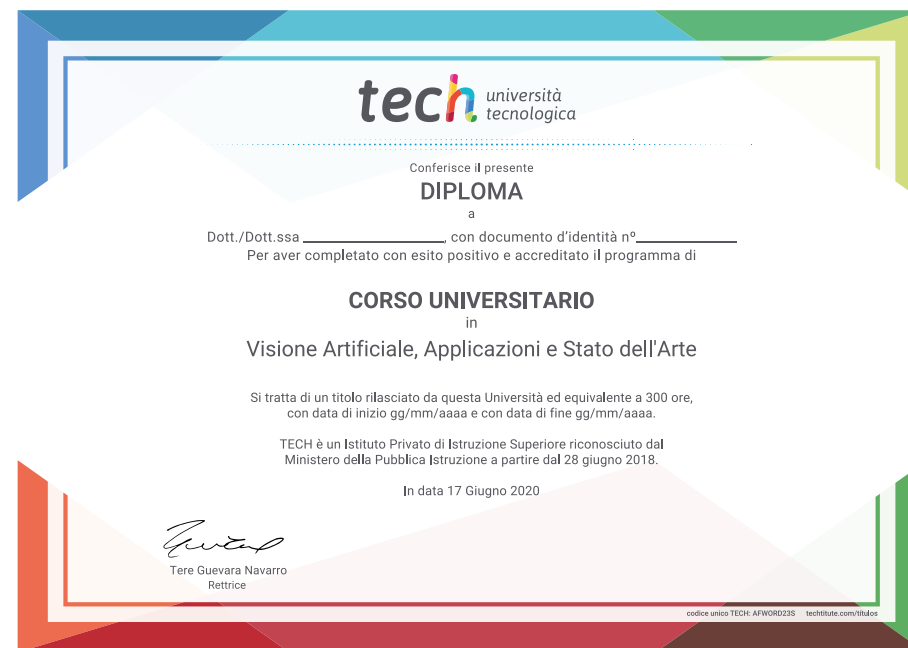 tech università
tecnologica
Conferisce il presente
DIPLOMA
a
Dott./Dott.ssa ____________________, con documento d'identità nº______________
Per aver completato con esito positivo e accreditato il programma di
CORSO UNIVERSITARIO
in
Visione Artificiale, Applicazioni e Stato dell'Arte
Si tratta di un titolo rilasciato da questa Università ed equivalente a 300 ore,
con data di inizio gg/mm/aaaa e con data di fine gg/mm/aaaa.
TECH è un Istituto Privato di Istruzione Superiore riconosciuto dal
Ministero della Pubblica Istruzione a partire dal 28 giugno 2018.
In data 17 Giugno 2020
Tere Guevara Navarro
Rettrice
codice unico TECH: AFWORD23S techtitute.com/titulos